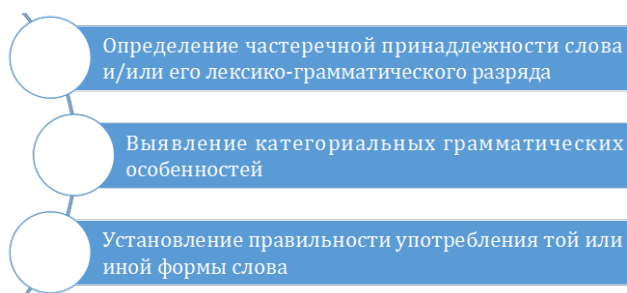 Определение частеречной принадлежности слова
и/или его лексико-грамматического разряда
Выявление категориальных грамматических
особенностей
Установление правильности употребления той или
иной формы слова